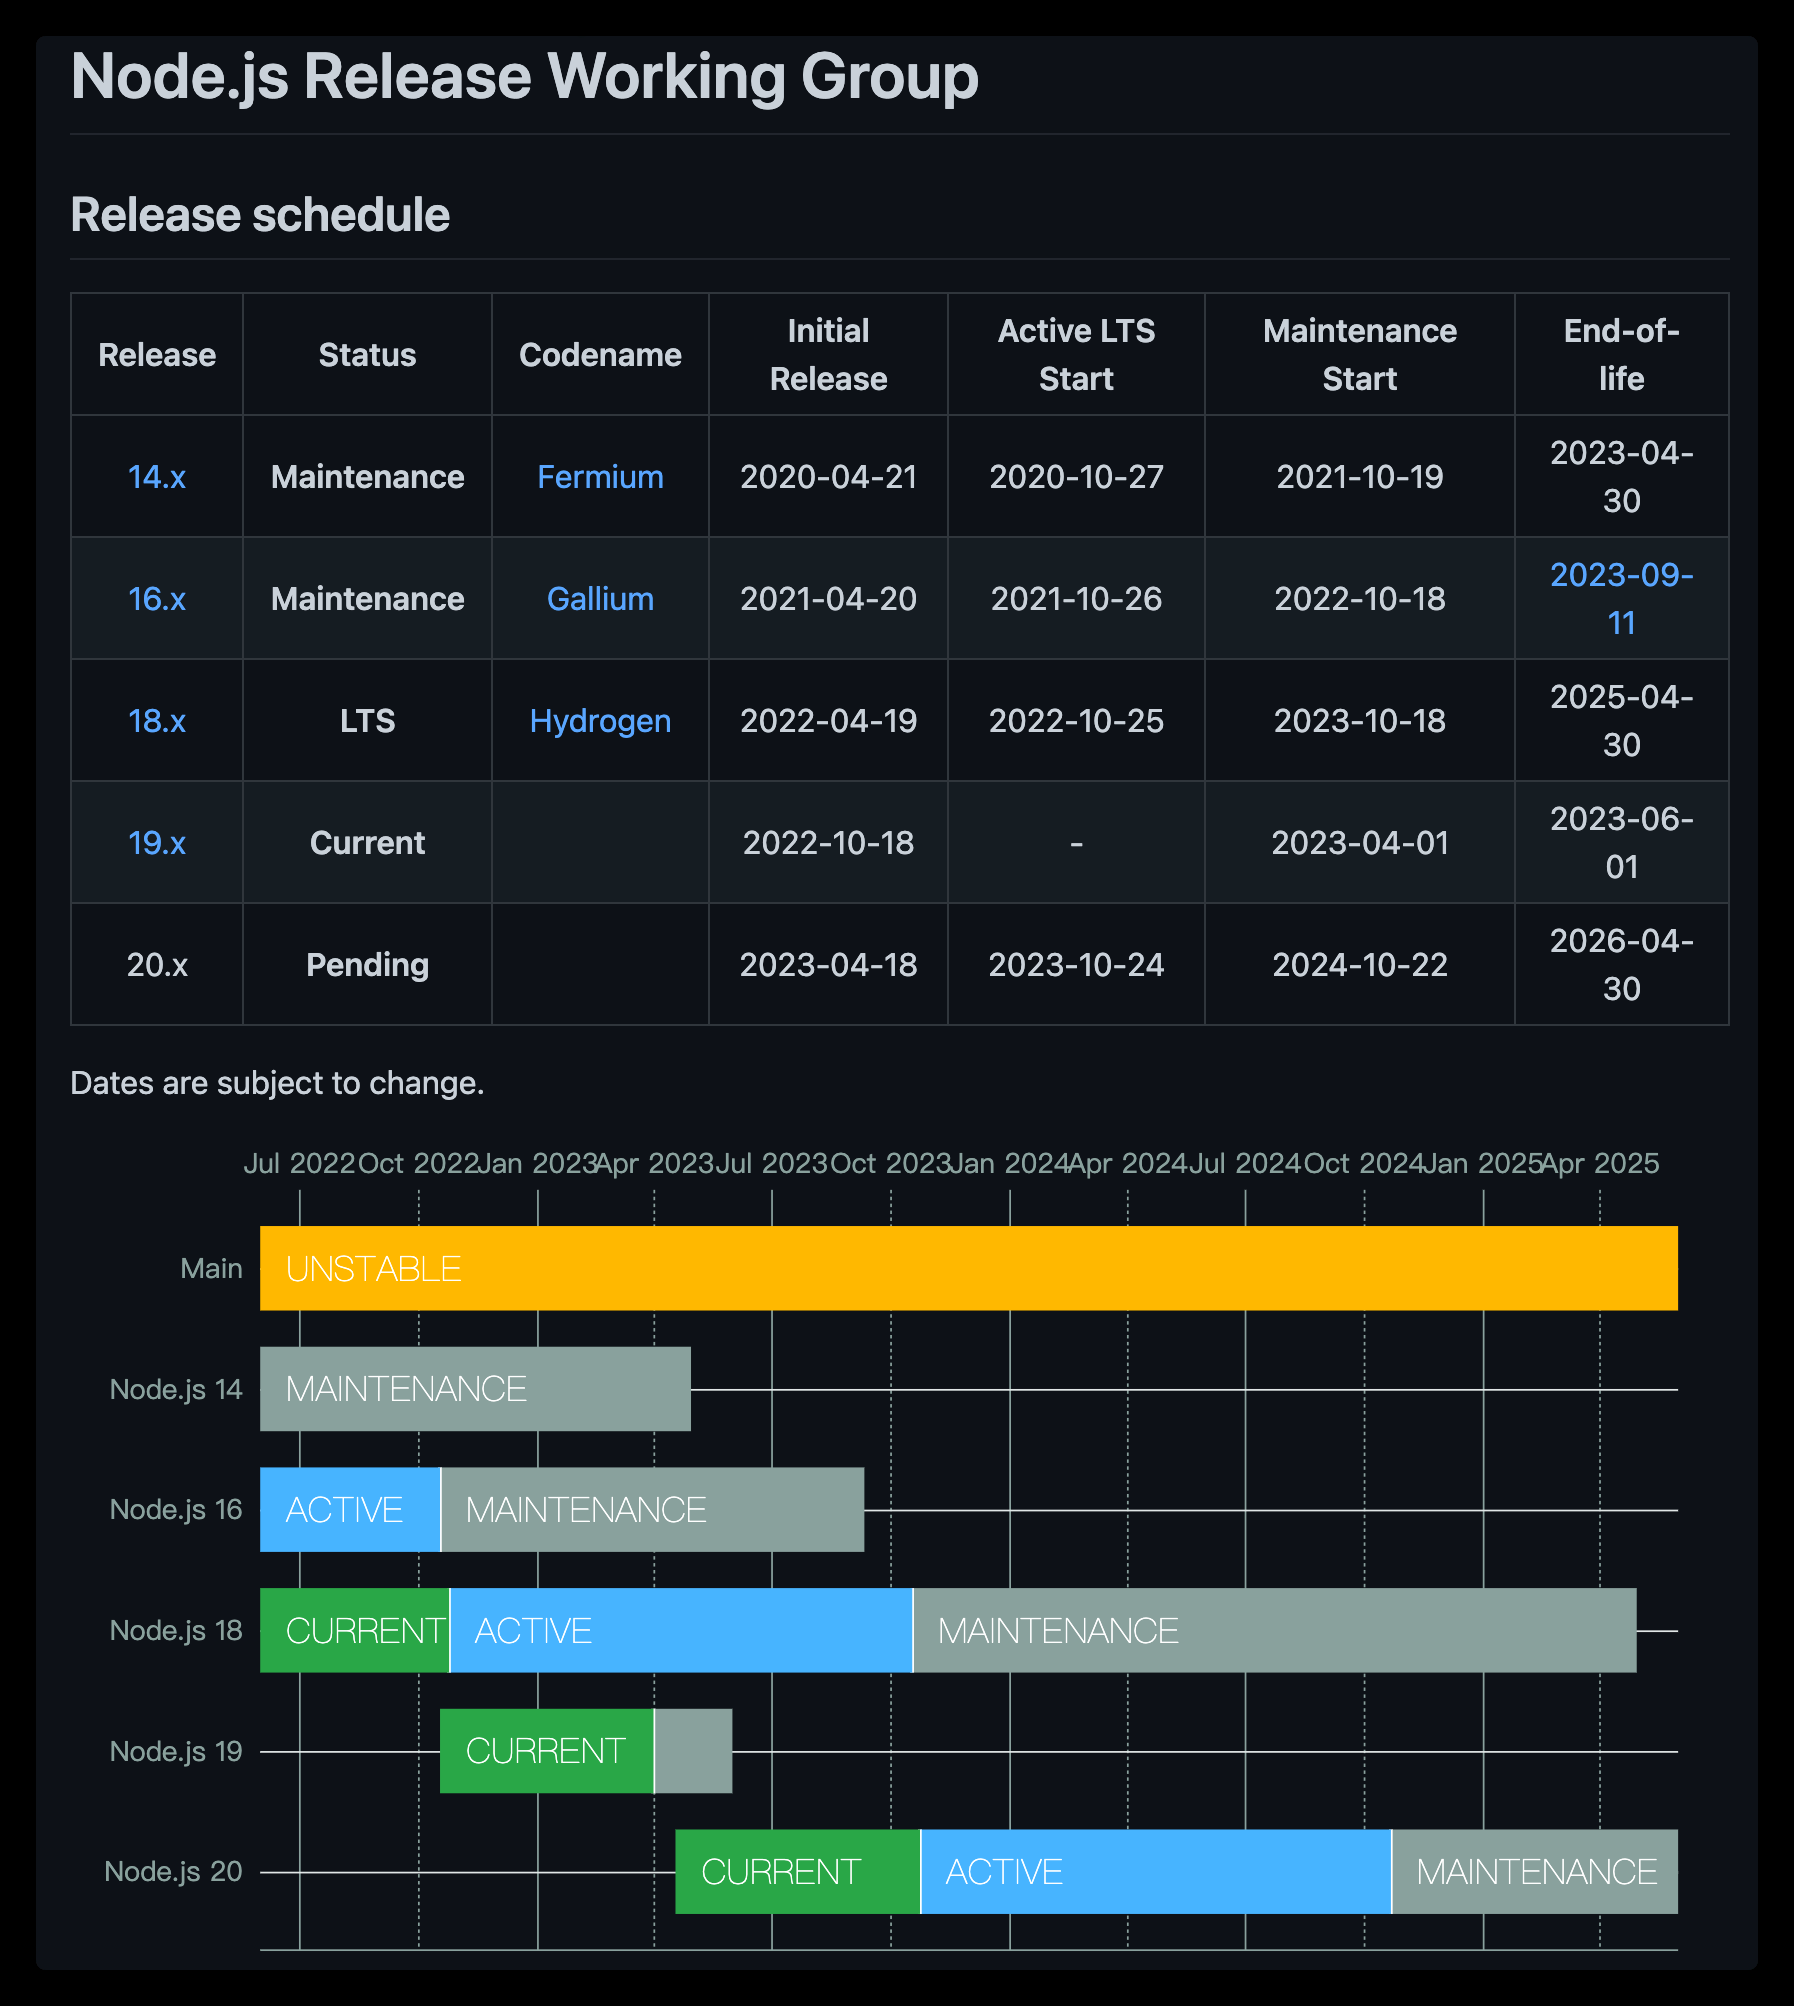 Node.js Release Working Group
Release schedule
Release Status Codename Initial Release Active LTS Start Maintenance Start End-of-life
14.x Maintenance Fermium 2020-04-21 2020-10-27 2021-10-19 2023-04-30
16.x Maintenance Gallium 2021-04-20 2021-10-26 2022-10-18 2023-09-11
18.x LTS Hydrogen 2022-04-19 2022-10-25 2023-10-18 2025-04-30
19.x Current 2022-10-18 - 2023-04-01 2023-06-01
20.x Pending 2023-04-18 2023-10-24 2024-10-22 2026-04-30
Dates are subject to change.
Jul 2022 Oct 2022 Jan 2023 Apr 2023 Jul 2023 Oct 2023 Jan 2024 Apr 2024 Jul 2024 Oct 2024 Jan 2025 Apr 2025
Main UNSTABLE
Node.js 14 MAINTENANCE
Node.js 16 ACTIVE MAINTENANCE
Node.js 18 CURRENT ACTIVE MAINTENANCE
Node.js 19 CURRENT
Node.js 20 CURRENT ACTIVE MAINTENANCE